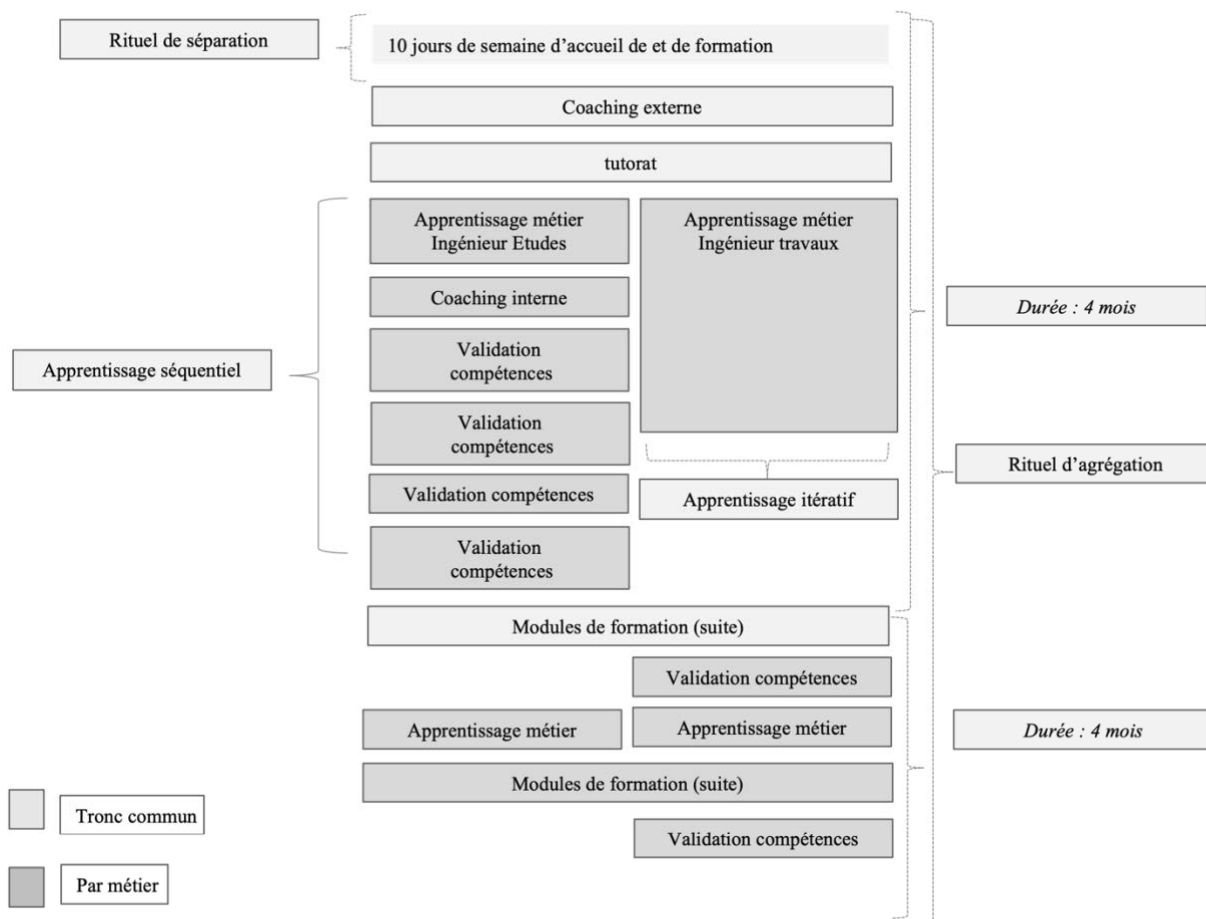 Rituel de séparation
10 jours de semaine d’accueil de et de formation
Coaching externe
tutorat
Apprentissage métier
Ingénieur Etudes
Apprentissage métier
Ingénieur travaux
Coaching interne
Durée : 4 mois
Validation
compétences
Apprentissage séquentiel
Validation
compétences
Rituel d’agrégation
Validation compétences
Apprentissage itératif
Validation
compétences
Modules de formation (suite)
Validation compétences
Apprentissage métier
Apprentissage métier
Durée : 4 mois
Modules de formation (suite)
Tronc commun
Validation compétences
Par métier